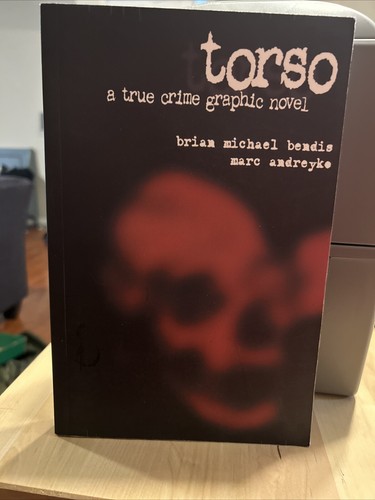 torso
a true crime graphic novel
brian michael bendis
marc andreyko